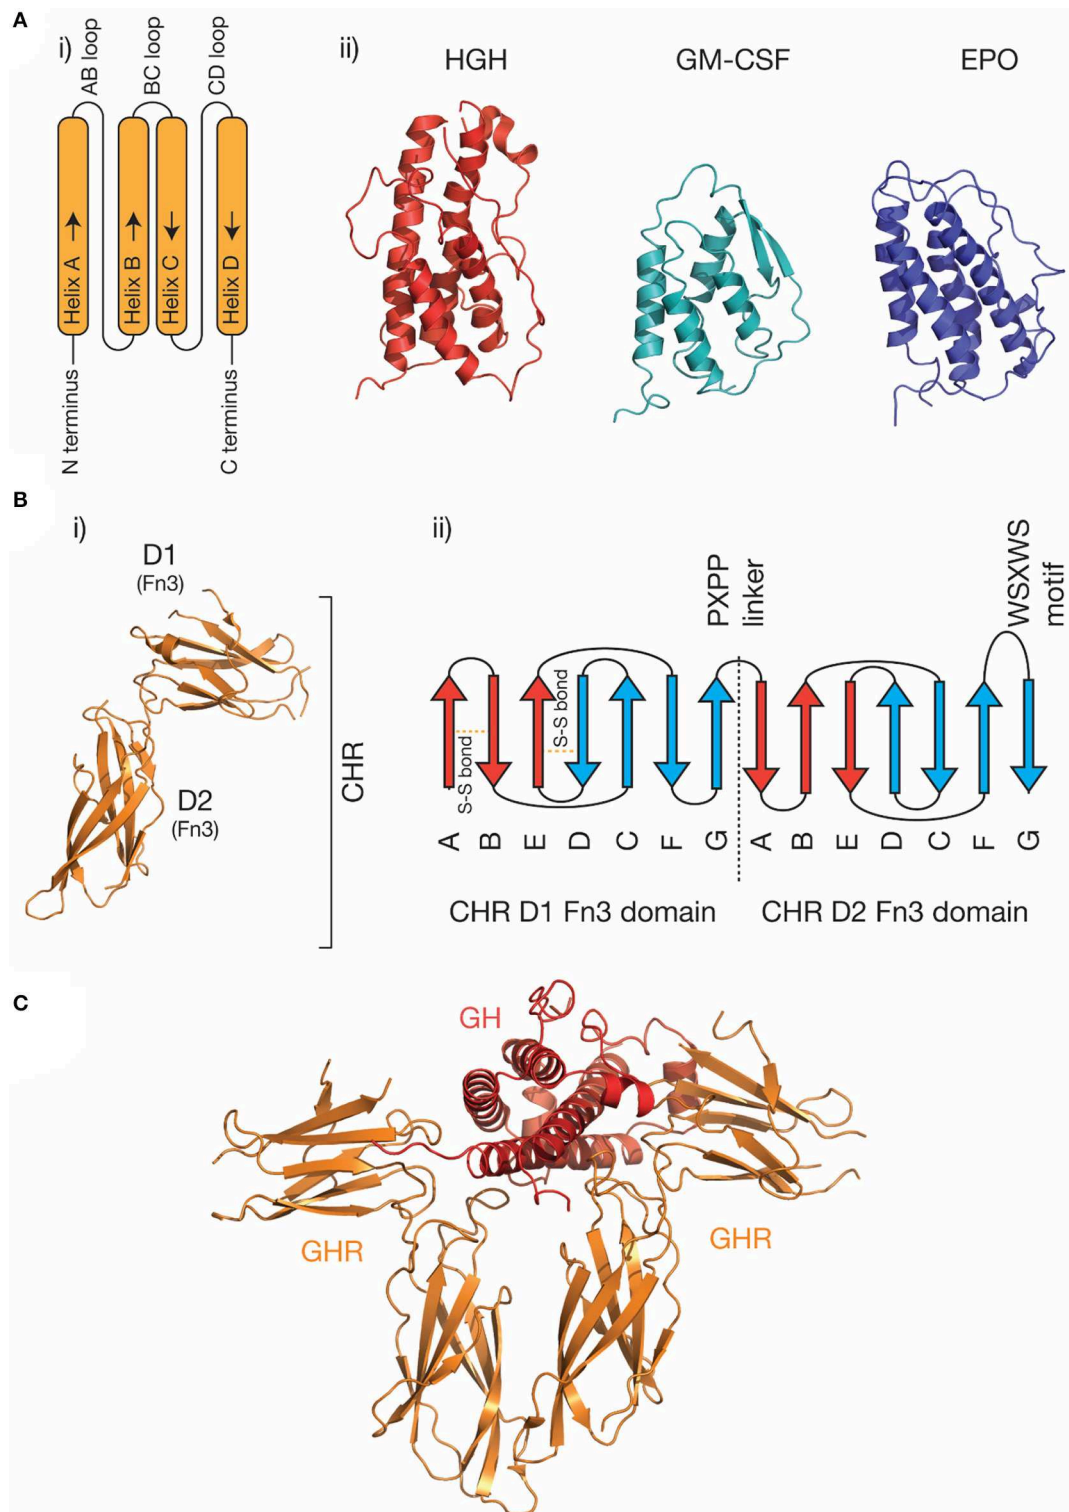 A
i)
AB loop
BC loop
CD loop
Helix A
Helix B
Helix C
Helix D
N terminus
C terminus
ii)
HGH
GM-CSF
EPO
B
i)
D1
(Fn3)
D2
(Fn3)
CHR
ii)
PXPP
linker
WSXWS
motif
S-S bond
S-S bond
A
B
E
D
C
F
G
A
B
E
D
C
F
G
CHR D1 Fn3 domain
CHR D2 Fn3 domain
C
GH
GHR
GHR